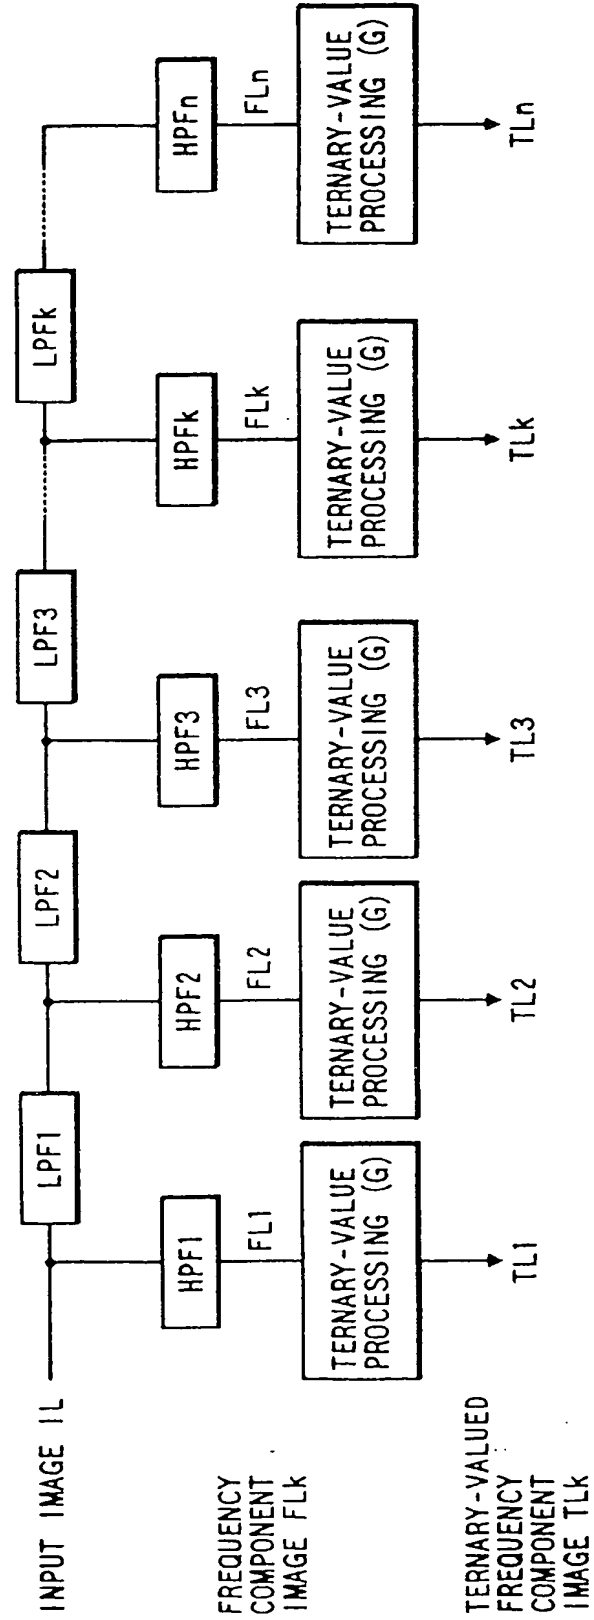 INPUT IMAGE IL
LPF1
LPF2
LPF3
LPFk
HPF1
HPF2
HPF3
HPFk
HPFn
FREQUENCY
COMPONENT
IMAGE FLk
FL1
FL2
FL3
FLk
FLn
TERNARY-VALUE
PROCESSING (G)
TERNARY-VALUE
PROCESSING (G)
TERNARY-VALUE
PROCESSING (G)
TERNARY-VALUE
PROCESSING (G)
TERNARY-VALUE
PROCESSING (G)
TERNARY-VALUED
FREQUENCY
COMPONENT
IMAGE TLk
TL1
TL2
TL3
TLk
TLn